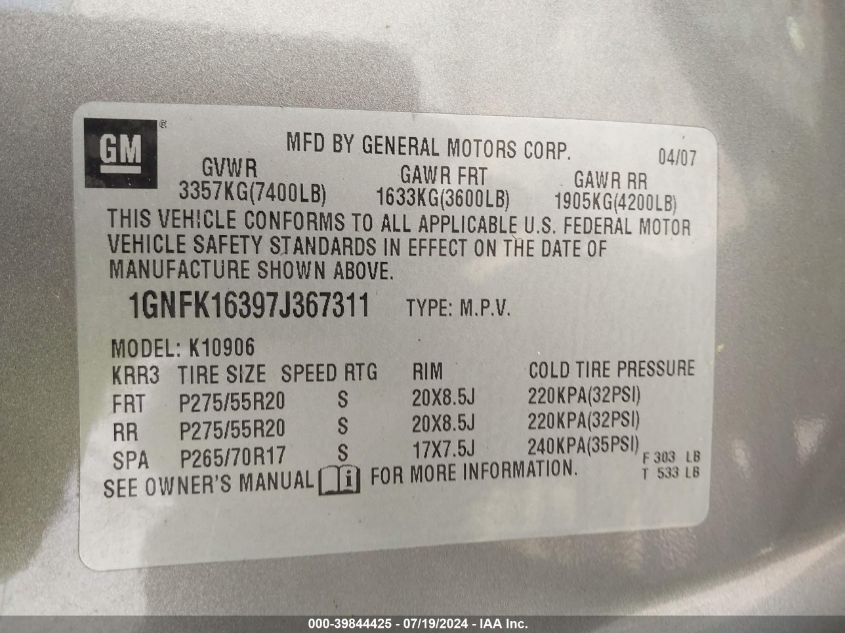 GM ®
MFD BY GENERAL MOTORS CORP. 04/07
GVWR GAWR FRT GAWR RR
3357KG(7400LB) 1633KG(3600LB) 1905KG(4200LB)
THIS VEHICLE CONFORMS TO ALL APPLICABLE U.S. FEDERAL MOTOR
VEHICLE SAFETY STANDARDS IN EFFECT ON THE DATE OF
MANUFACTURE SHOWN ABOVE.
1GNFK16397J367311 TYPE: M.P.V.
MODEL: K10906
KRR3 TIRE SIZE SPEED RTG RIM COLD TIRE PRESSURE
FRT P275/55R20 S 20X8.5J 220KPA(32PSI)
RR P275/55R20 S 20X8.5J 220KPA(32PSI)
SPA P265/70R17 S 17X7.5J 240KPA(35PSI) F 303 LB
T 533 LB
SEE OWNER'S MANUAL i FOR MORE INFORMATION.
000-39844425 - 07/19/2024 - IAA Inc.